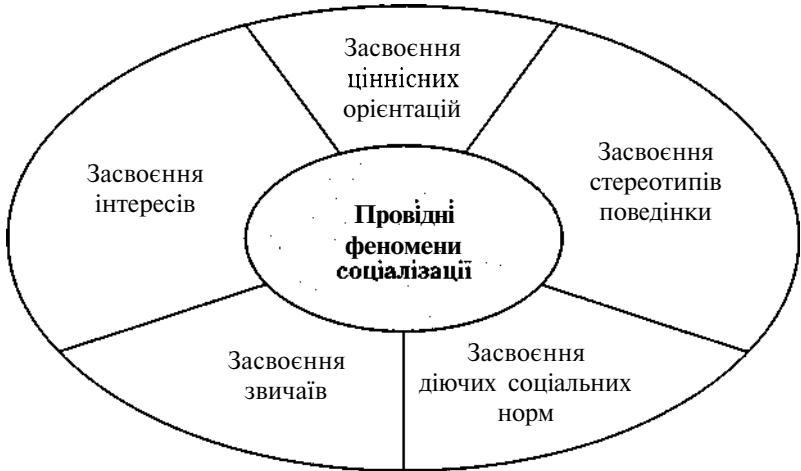 Засвоєння
ціннісних
орієнтацій
Засвоєння
інтересів
Засвоєння
стереотипів
поведінки
Провідні
феномени
соціалізації
Засвоєння
звичаїв
Засвоєння
діючих соціальних
норм